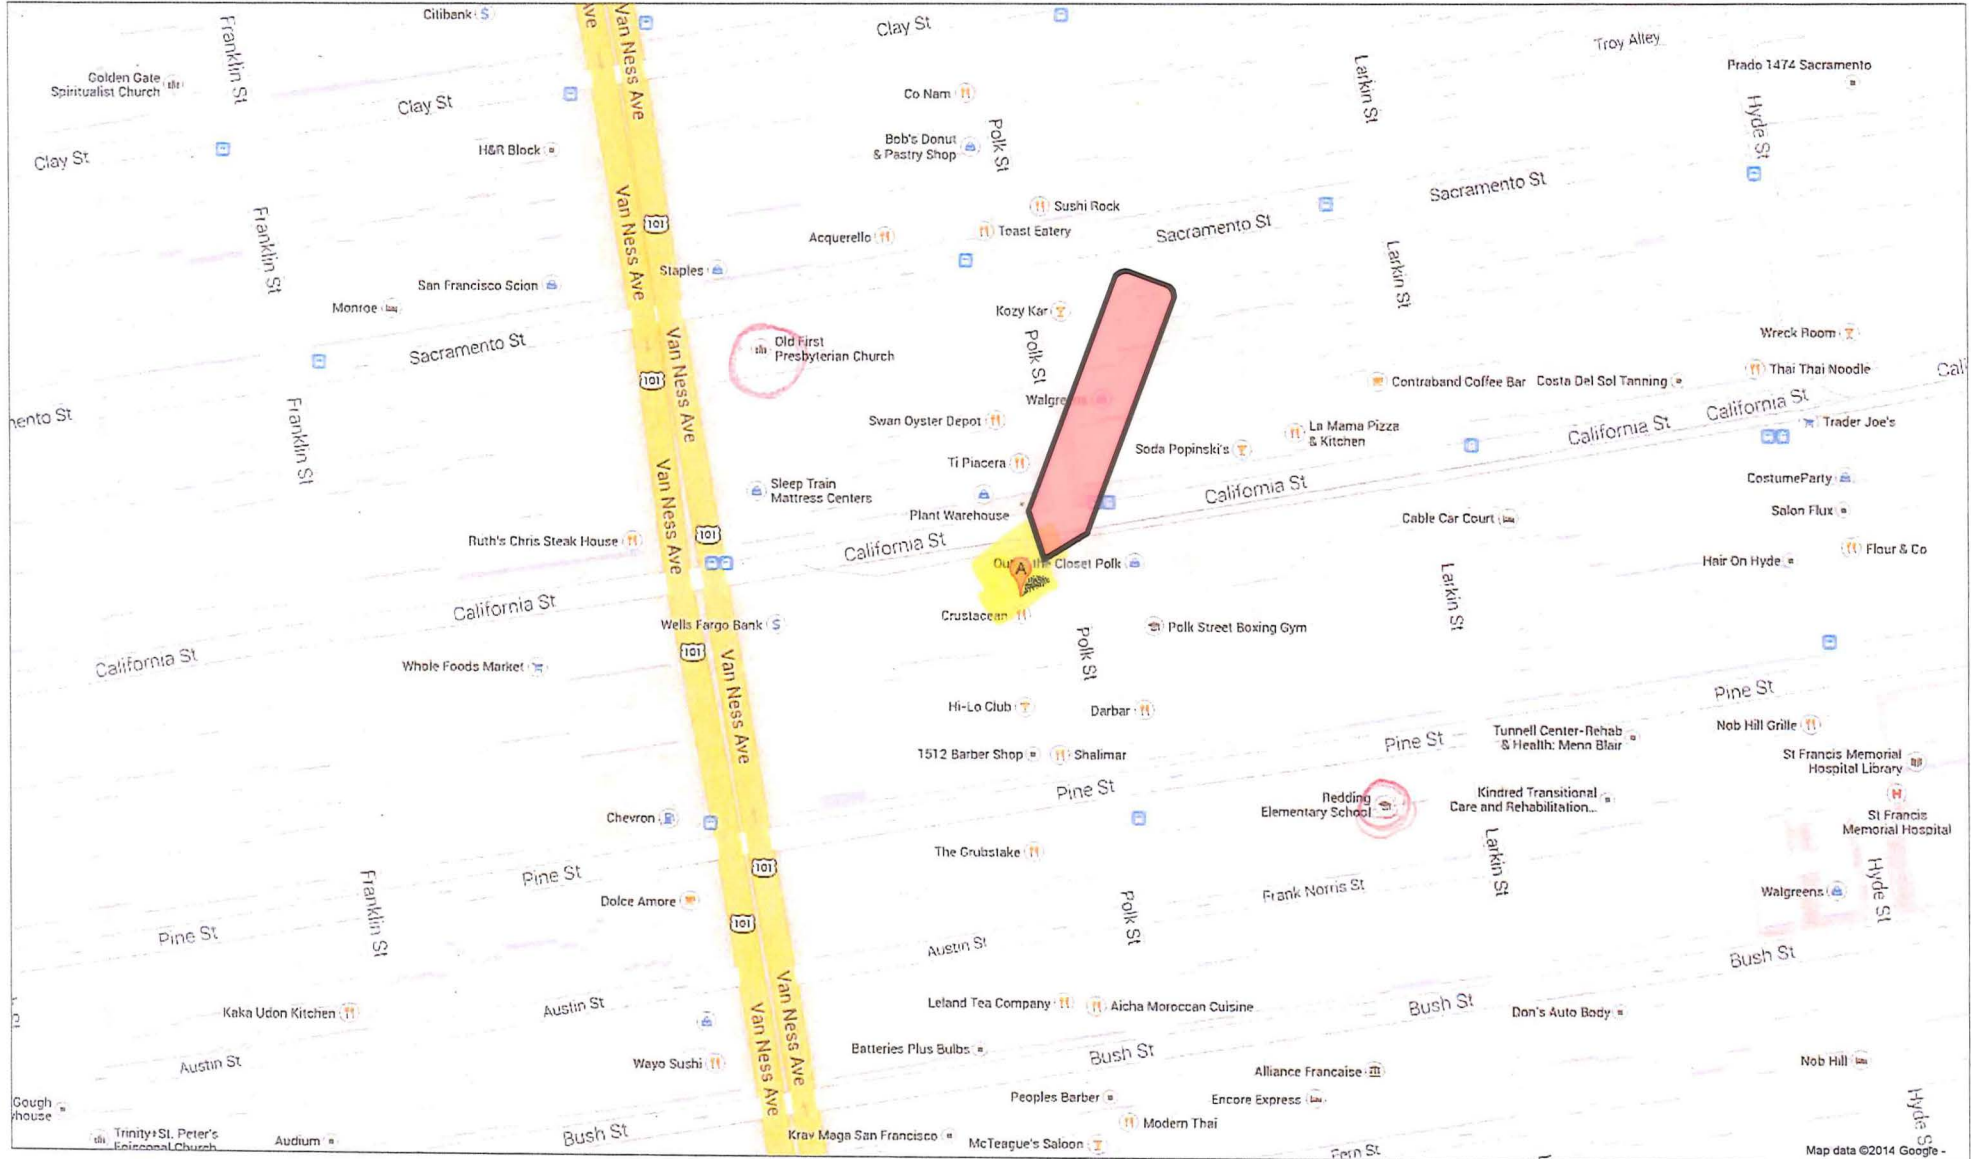 Citibank
Franklin St
Ave
Van Ness Ave
Clay St
Troy Alley
Larkin St
Prado 1474 Sacramento
Golden Gate
Spiritualist Church
Clay St
Co Nam
Hyde St
Polk St
Clay St
H&R Block
Bob's Donut
& Pastry Shop
Sacramento St
Van Ness Ave
101
Sushi Rock
Sacramento St
Franklin St
Acquerello
Toast Eatery
Larkin St
Staples
San Francisco Scion
Monroe
Kozy Kar
Old First
Presbyterian Church
Sacramento St
Van Ness Ave
Polk St
Wreck Room
Thai Thai Noodle
101
Contraband Coffee Bar
Costa Del Sol Tanning
Franklin St
Swan Oyster Depot
La Mama Pizza
& Kitchen
California St
California St
Trader Joe's
Soda Popinski's
Ti Piacera
Sleep Train
Mattress Centers
California St
CostumeParty
Van Ness Ave
Plant Warehouse
Cable Car Court
Salon Flux
Ruth's Chris Steak House
101
California St
Flour & Co
Closet Polk
Hair On Hyde
A
California St
Crustacean
Larkin St
Wells Fargo Bank
Polk Street Boxing Gym
California St
101
Whole Foods Market
Polk St
Van Ness Ave
Pine St
Hi-Lo Club
Darbar
Nob Hill Grille
1512 Barber Shop
Shalimar
Pine St
Tunnell Center-Rehab
& Health: Menn Blair
St Francis Memorial
Hospital Library
Pine St
Redding
Elementary School
Kindred Transitional
Care and Rehabilitation...
H
St Francis
Memorial Hospital
Chevron
The Grubstake
101
Larkin St
Pine St
Frank Norris St
Walgreens
Hyde St
Dolce Amore
Franklin St
Polk St
101
Pine St
Austin St
Bush St
Kaka Udon Kitchen
Austin St
Van Ness Ave
Leland Tea Company
Aicha Moroccan Cuisine
Bush St
Don's Auto Body
Austin St
Wayo Sushi
Van Ness Ave
Batteries Plus Bulbs
Bush St
Alliance Francaise
Nob Hill
Gough
Peoples Barber
Encore Express
Trinity+St. Peter's
Episcopal Church
Audium
Bush St
Krav Maga San Francisco
McTeague's Saloon
Modern Thai
Fern St
Hyde S
Map data ©2014 Google -